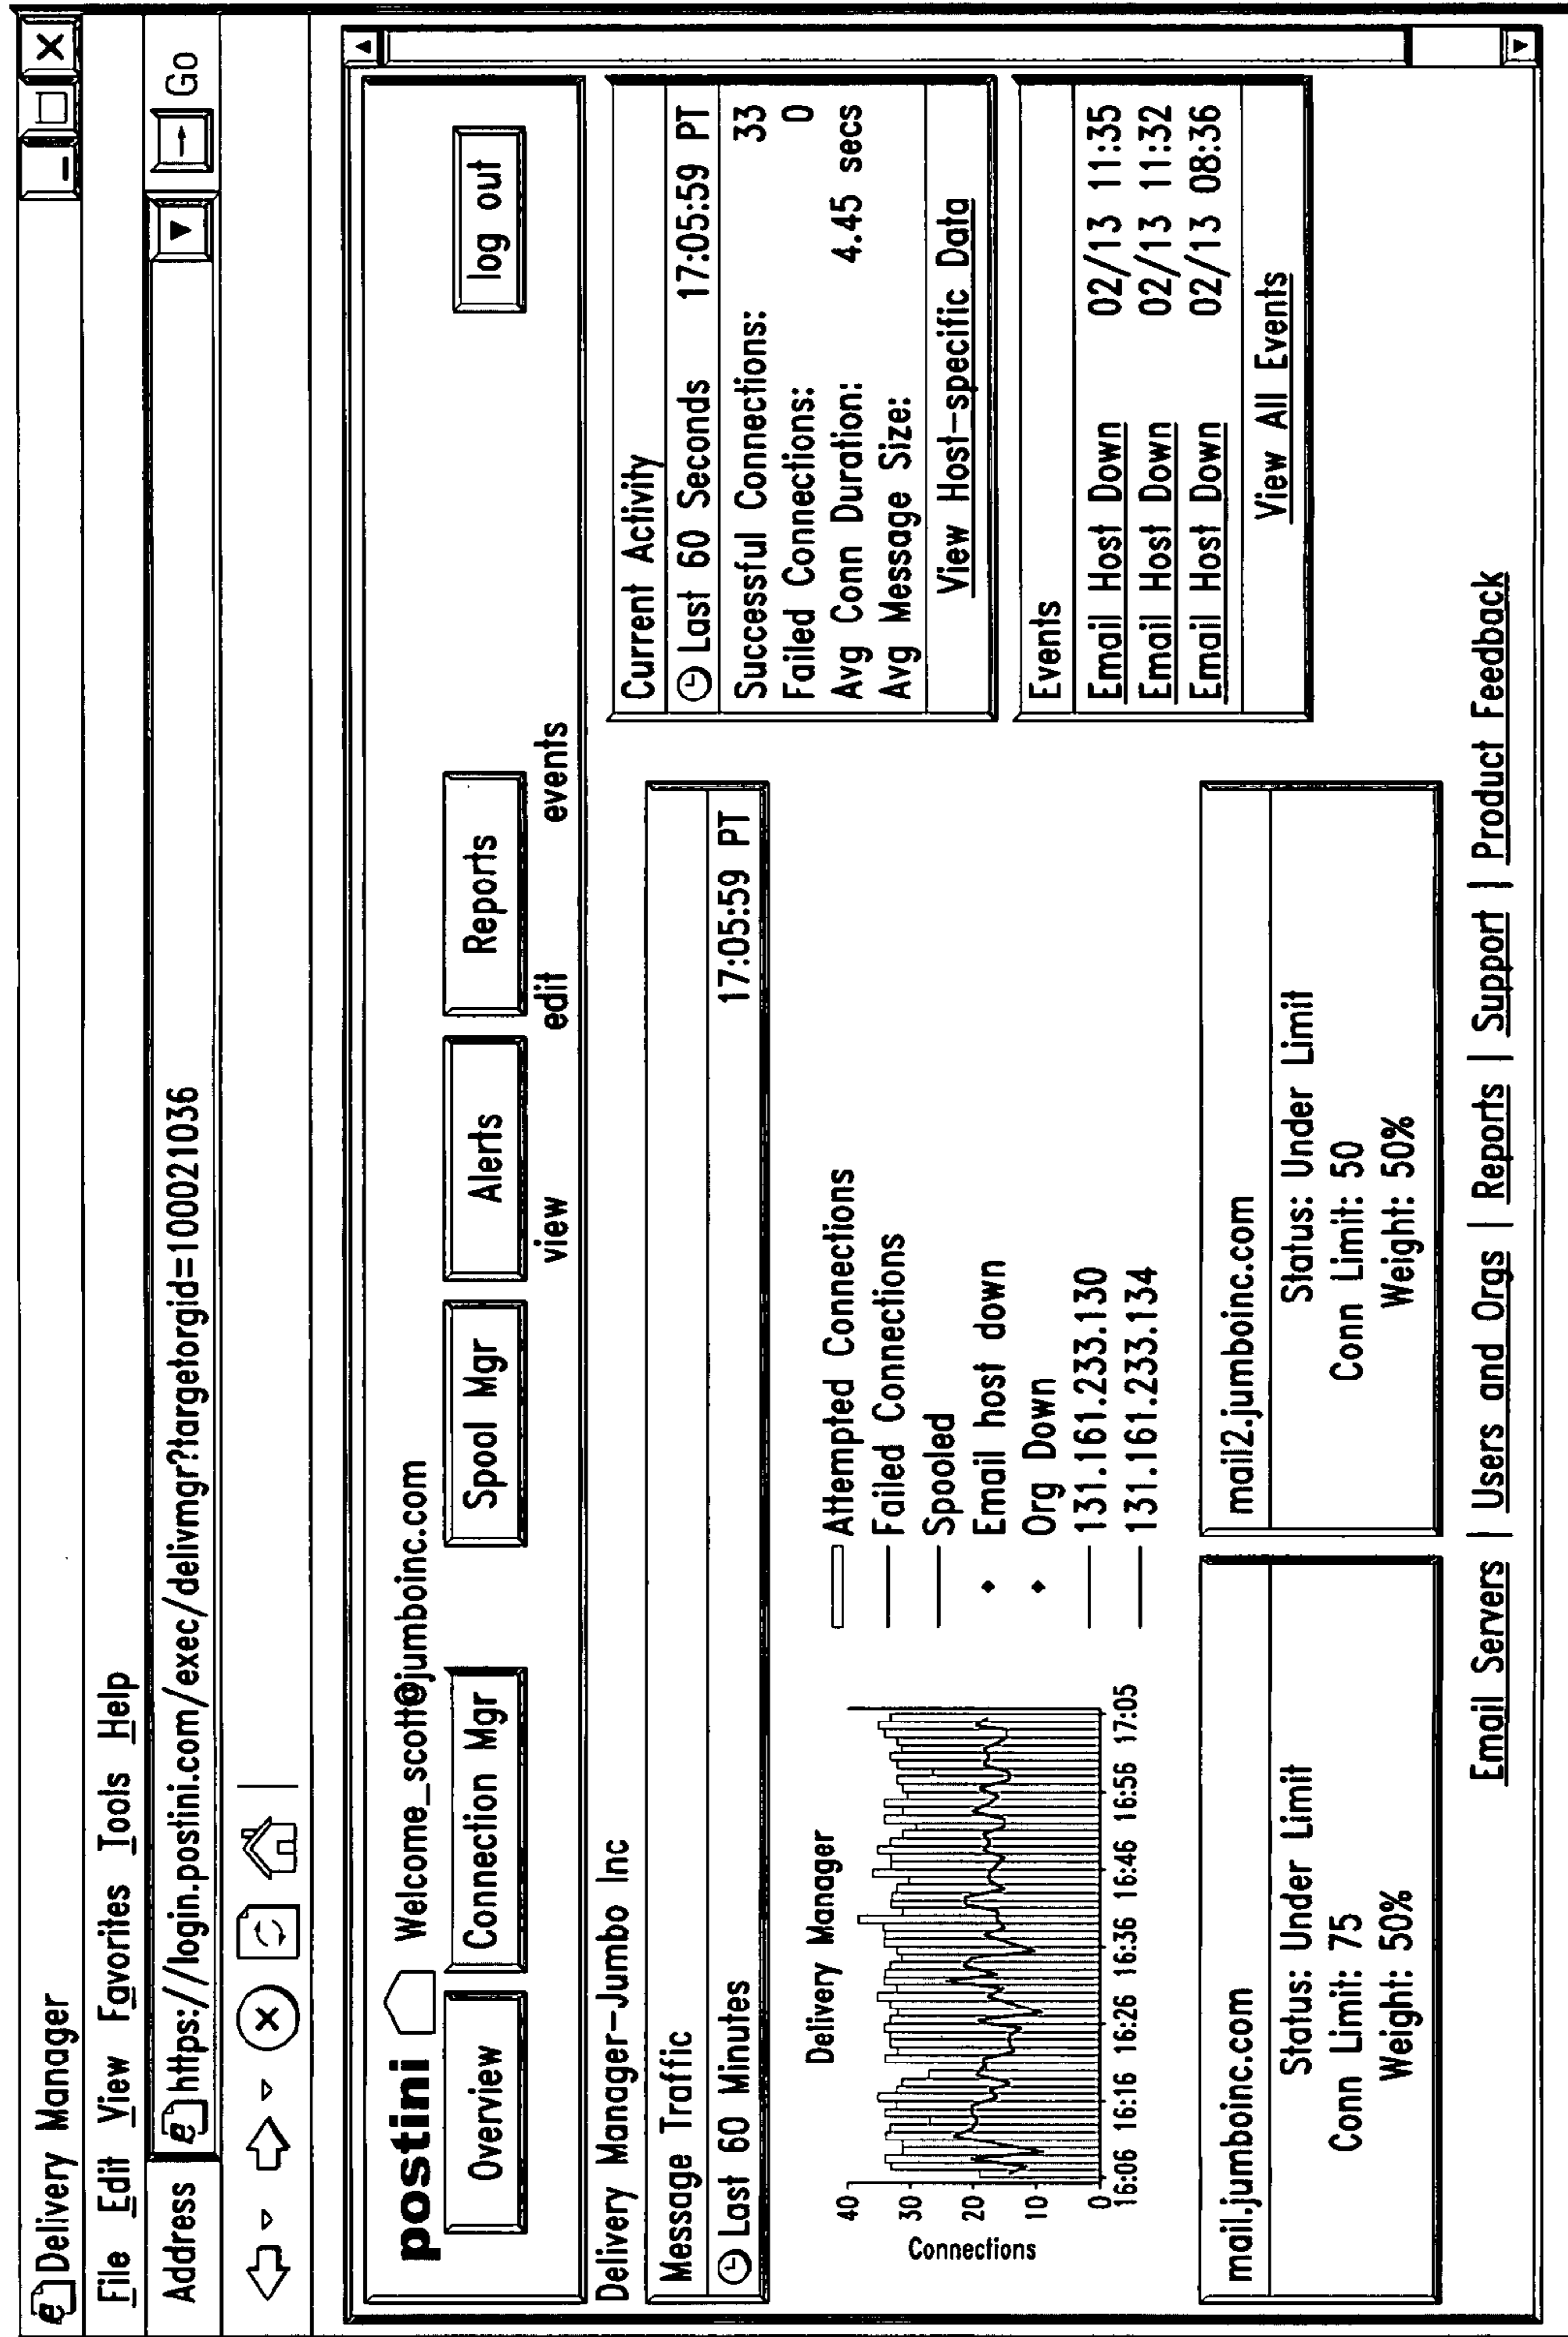 Delivery Manager
File Edit View Favorites Tools Help
Address https://login.postini.com/exec/delivmgr?targetorgid=100021036 Go
postini Welcome_scott@jumboinc.com
Overview Connection Mgr Spool Mgr Alerts Reports log out
view edit events
Delivery Manager-Jumbo Inc
Message Traffic
Last 60 Minutes 17:05:59 PT
Delivery Manager
Connections
40
30
20
10
0
16:06 16:16 16:26 16:36 16:46 16:56 17:05
Attempted Connections
Failed Connections
Spooled
Email host down
Org Down
131.161.233.130
131.161.233.134
Current Activity
Last 60 Seconds 17:05:59 PT
Successful Connections: 33
Failed Connections: 0
Avg Conn Duration: 4.45 secs
Avg Message Size:
View Host-specific Data
Events
Email Host Down 02/13 11:35
Email Host Down 02/13 11:32
Email Host Down 02/13 08:36
View All Events
mail.jumboinc.com
Status: Under Limit
Conn Limit: 75
Weight: 50%
mail2.jumboinc.com
Status: Under Limit
Conn Limit: 50
Weight: 50%
Email Servers | Users and Orgs | Reports | Support | Product Feedback